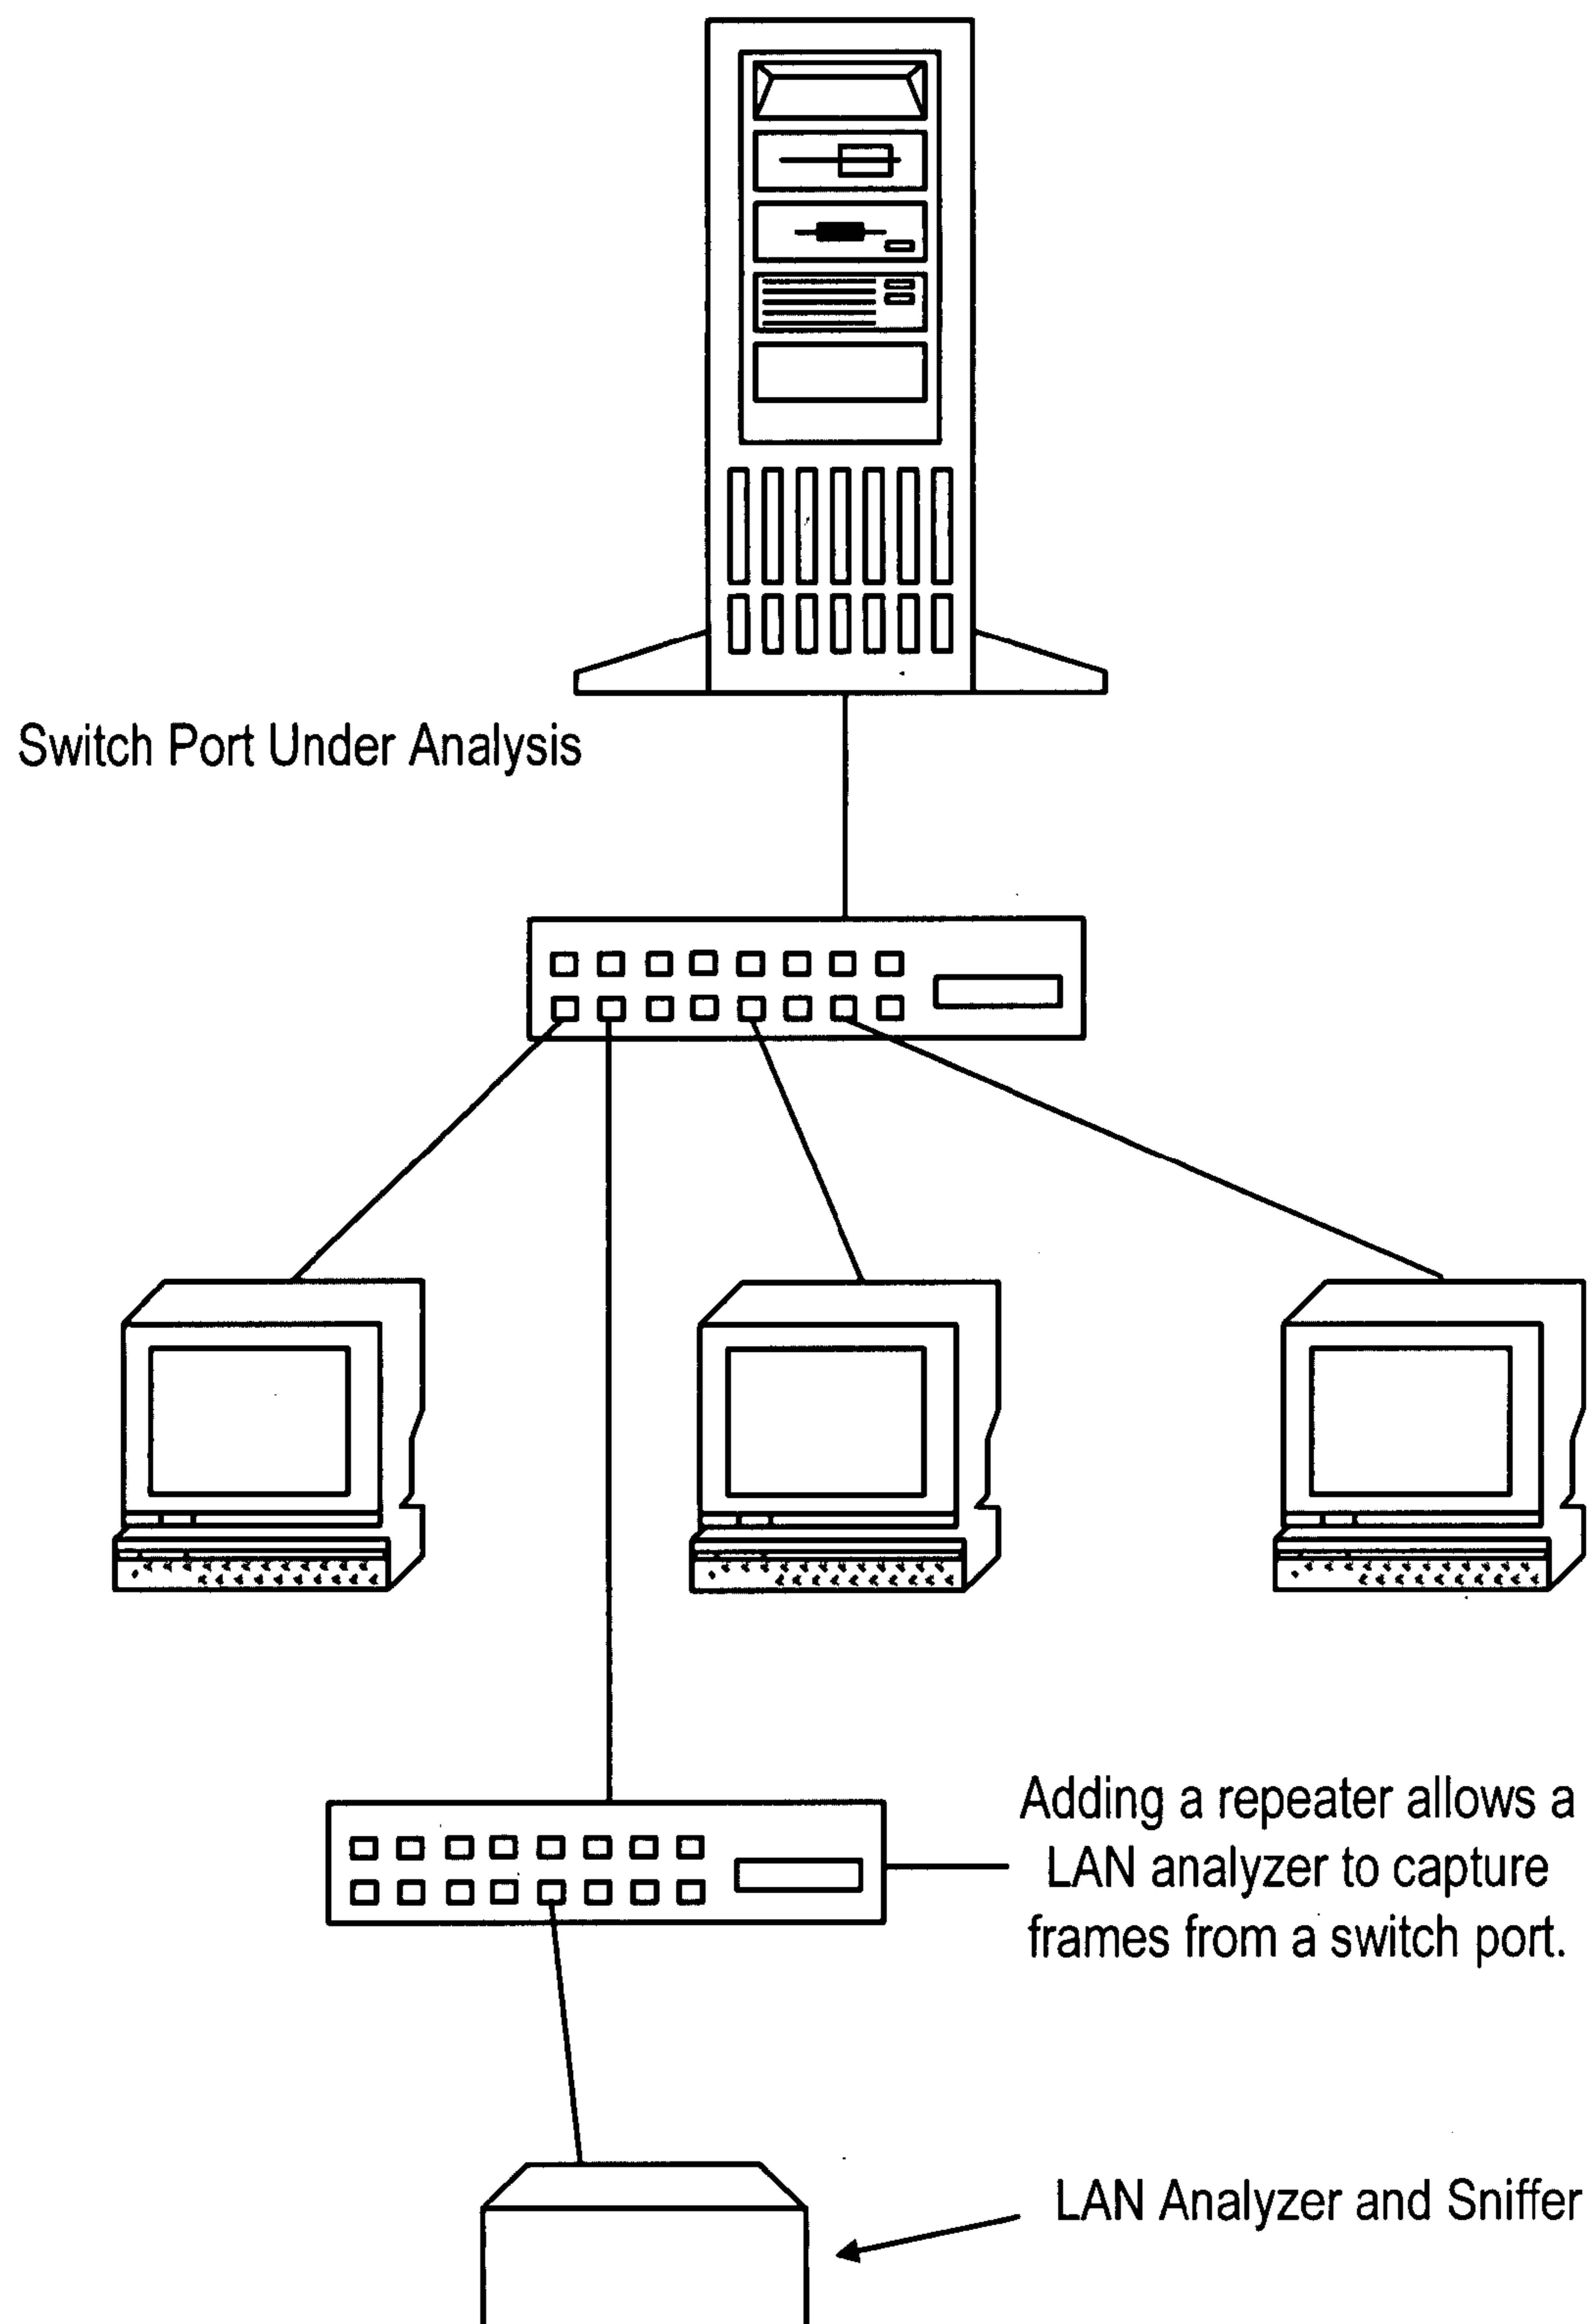 Switch Port Under Analysis
Adding a repeater allows a
LAN analyzer to capture
frames from a switch port.
LAN Analyzer and Sniffer